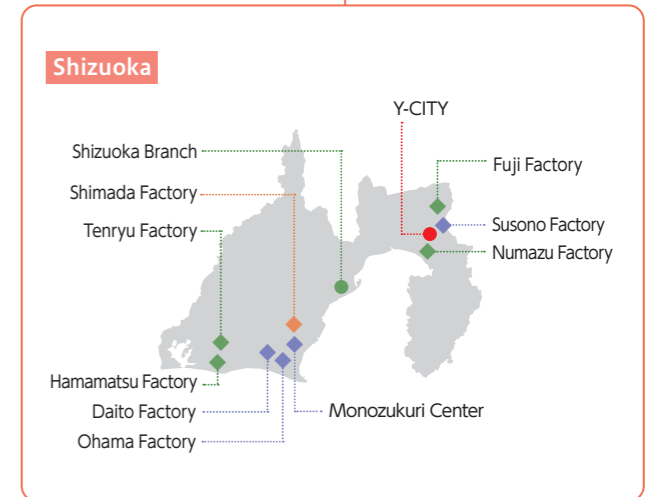 Shizuoka
Y-CITY
Shizuoka Branch
Fuji Factory
Shimada Factory
Susono Factory
Tenryu Factory
Numazu Factory
Hamamatsu Factory
Daito Factory
Monozukuri Center
Ohama Factory